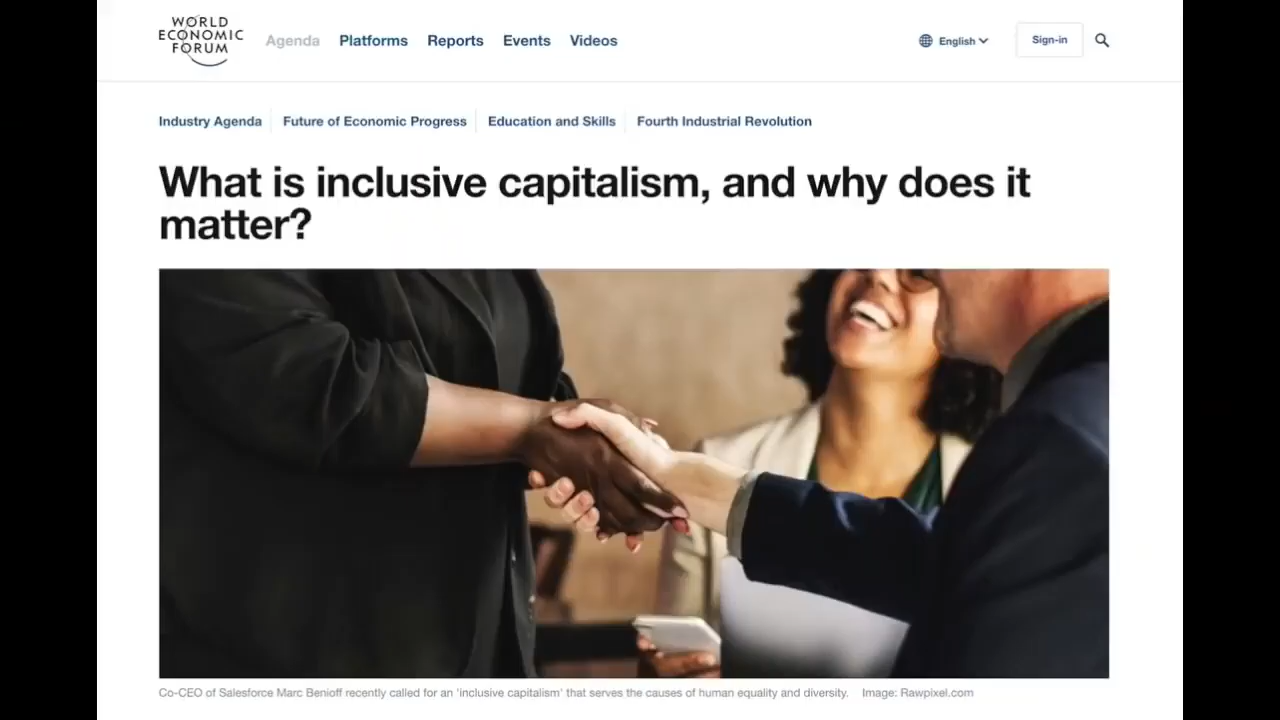 WORLD
ECONOMIC
FORUM
Agenda Platforms Reports Events Videos English Sign-in
Industry Agenda Future of Economic Progress Education and Skills Fourth Industrial Revolution
What is inclusive capitalism, and why does it
matter?
Co-CEO of Salesforce Marc Benioff recently called for an 'inclusive capitalism' that serves the causes of human equality and diversity. Image: Rawpixel.com